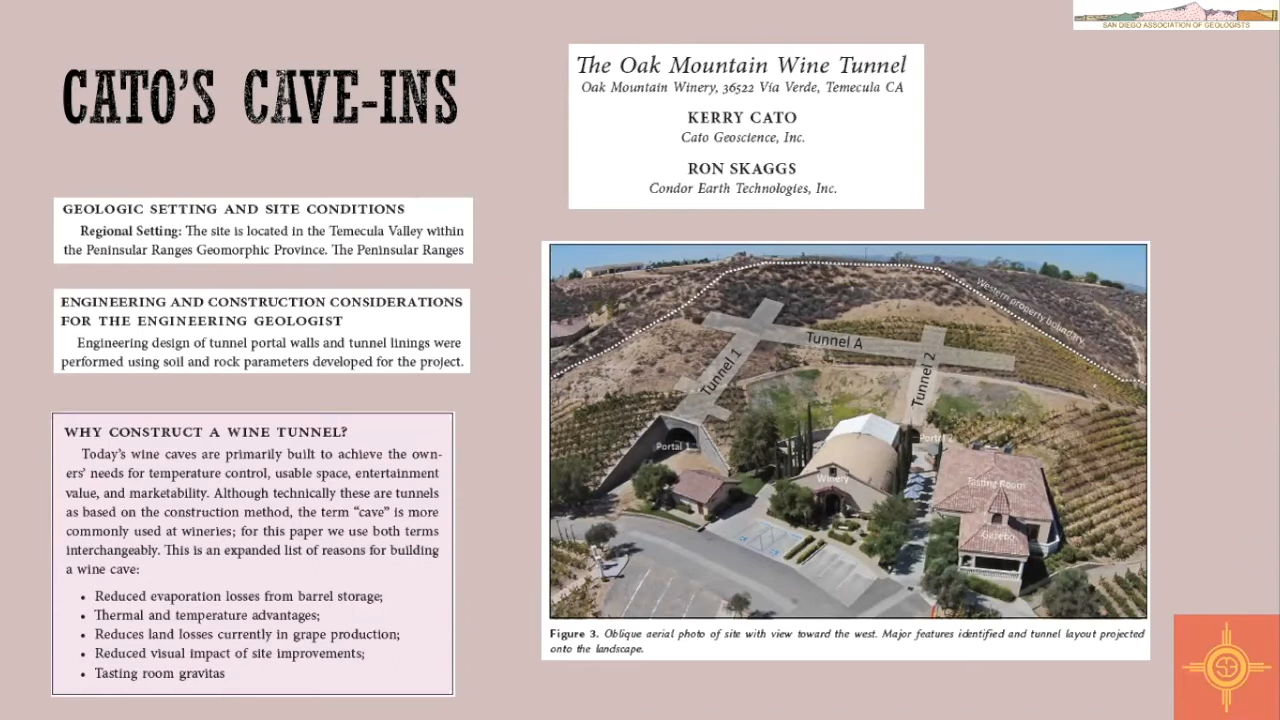 SAN DIEGO ASSOCIATION OF GEOLOGISTS
CATO'S CAVE-INS
The Oak Mountain Wine Tunnel
Oak Mountain Winery, 36522 Via Verde, Temecula CA
KERRY CATO
Cato Geoscience, Inc.
RON SKAGGS
Condor Earth Technologies, Inc.
GEOLOGIC SETTING AND SITE CONDITIONS
Regional Setting: The site is located in the Temecula Valley within
the Peninsular Ranges Geomorphic Province. The Peninsular Ranges
ENGINEERING AND CONSTRUCTION CONSIDERATIONS
FOR THE ENGINEERING GEOLOGIST
Engineering design of tunnel portal walls and tunnel linings were
performed using soil and rock parameters developed for the project.
WHY CONSTRUCT A WINE TUNNEL?
Today's wine caves are primarily built to achieve the own-
ers' needs for temperature control, usable space, entertainment
value, and marketability. Although technically these are tunnels
as based on the construction method, the term “cave” is more
commonly used at wineries; for this paper we use both terms
interchangeably. This is an expanded list of reasons for building
a wine cave:
• Reduced evaporation losses from barrel storage;
• Thermal and temperature advantages;
• Reduces land losses currently in grape production;
• Reduced visual impact of site improvements;
• Tasting room gravitas
Western property boundary
Tunnel A
Tunnel 1
Tunnel 2
Portal 1
Portal 2
Winery
Tasting Room
Gazebo
Figure 3. Oblique aerial photo of site with view toward the west. Major features identified and tunnel layout projected
onto the landscape.